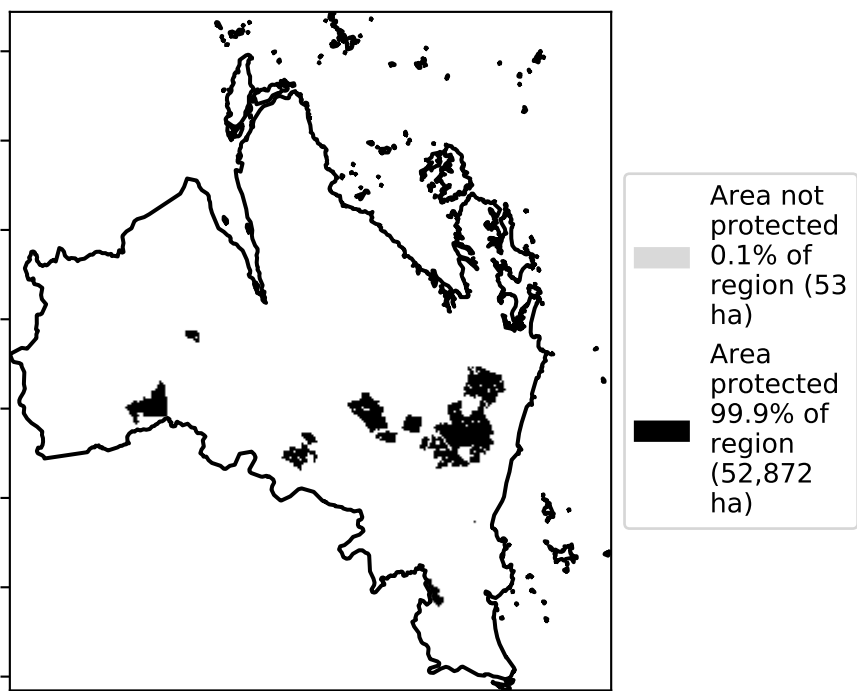 Area not
protected
0.1% of
region (53
ha)
Area
protected
99.9% of
region
(52,872
ha)